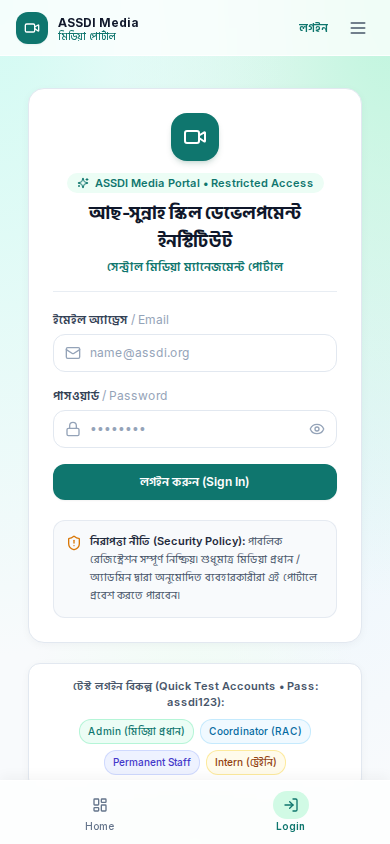 ASSDI Media
মিডিয়া পোর্টাল
লগইন
ASSDI Media Portal • Restricted Access
আছ-সুন্নাহ স্কিল ডেভেলপমেন্ট
ইনস্টিটিউট
সেন্ট্রাল মিডিয়া ম্যানেজমেন্ট পোর্টাল
ইমেইল অ্যাড্রেস / Email
name@assdi.org
পাসওয়ার্ড / Password
••••••••
লগইন করুন (Sign In)
নিরাপত্তা নীতি (Security Policy): পাবলিক
রেজিস্ট্রেশন সম্পূর্ণ নিষ্ক্রিয়। শুধুমাত্র মিডিয়া প্রধান /
অ্যাডমিন দ্বারা অনুমোদিত ব্যবহারকারীরা এই পোর্টালে
প্রবেশ করতে পারবেন।
টেস্ট লগইন বিকল্প (Quick Test Accounts • Pass:
assdi123):
Admin (মিডিয়া প্রধান)
Coordinator (RAC)
Permanent Staff
Intern (ট্রেইনি)
Home
Login